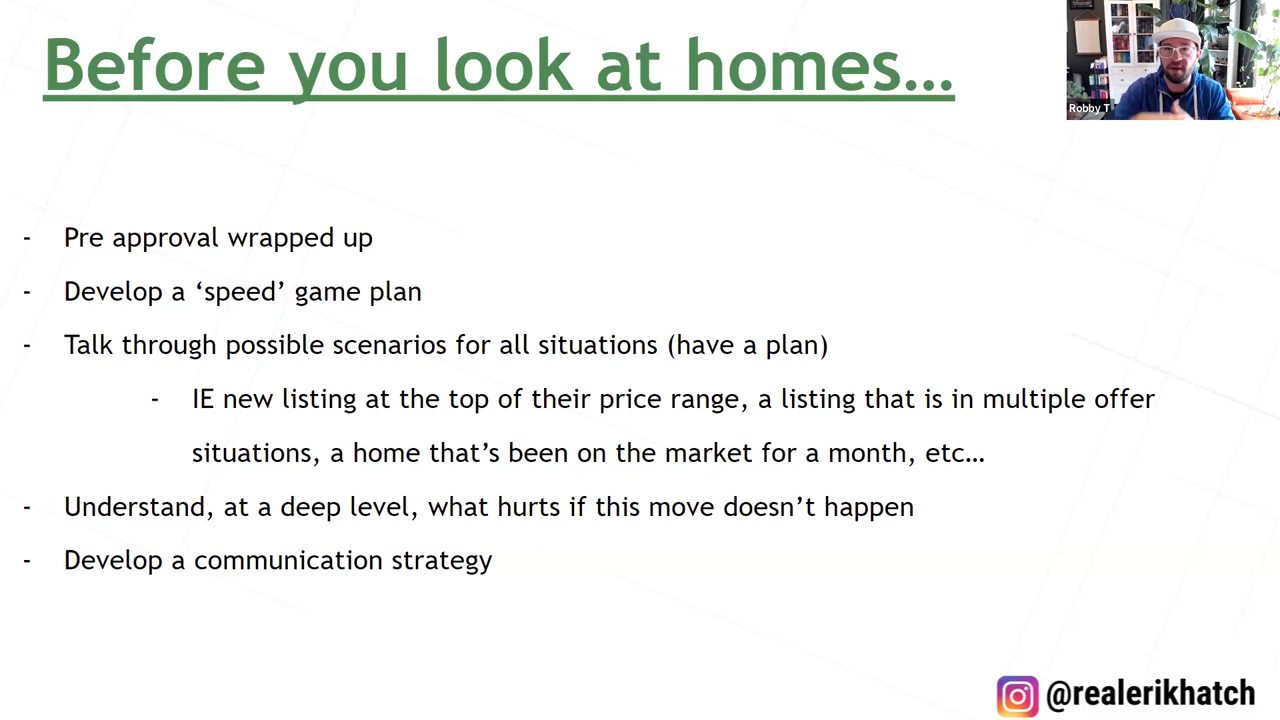 Before you look at homes…
Robby T
- Pre approval wrapped up
- Develop a ‘speed’ game plan
- Talk through possible scenarios for all situations (have a plan)
- IE new listing at the top of their price range, a listing that is in multiple offer
situations, a home that’s been on the market for a month, etc…
- Understand, at a deep level, what hurts if this move doesn’t happen
- Develop a communication strategy
@realerikhatch